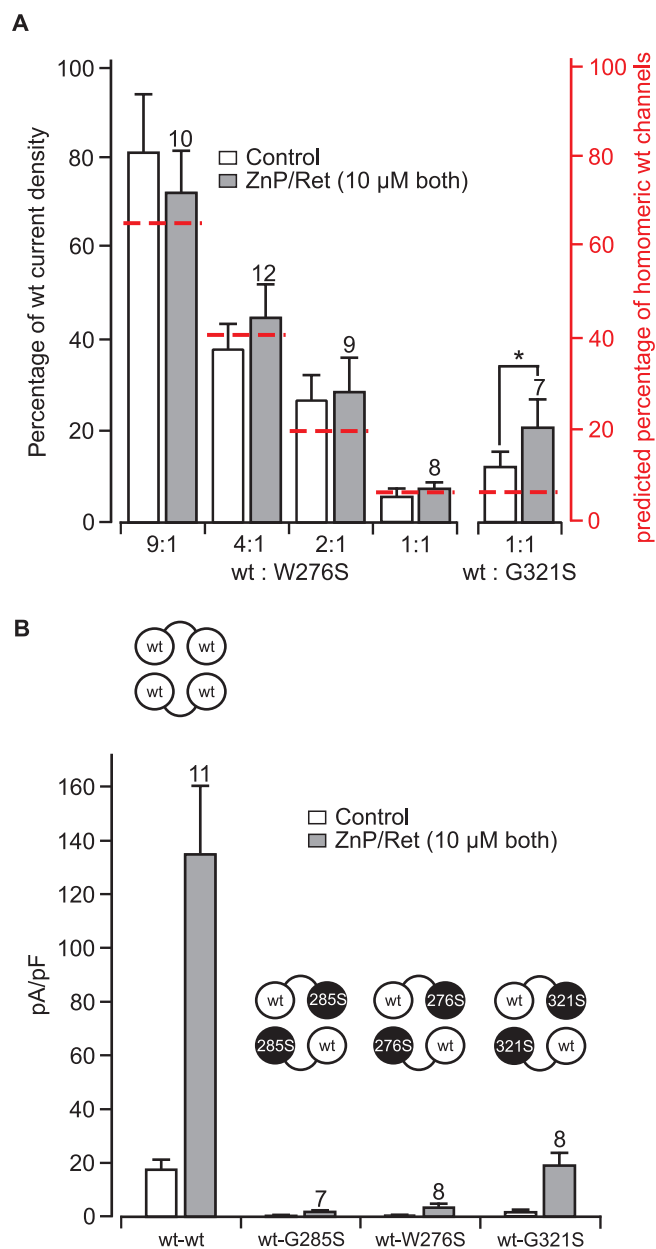 A
100
80
60
40
20
0
Percentage of wt current density
10
12
9
8
*
7
Control
ZnP/Ret (10 µM both)
100
80
60
40
20
0
predicted percentage of homomeric wt channels
9:1
4:1
2:1
1:1
1:1
wt : W276S
wt : G321S
B
wt wt
wt wt
160
140
120
100
80
60
40
20
0
pA/pF
11
Control
ZnP/Ret (10 µM both)
wt 285S
285S wt
wt 276S
276S wt
wt 321S
321S wt
7
8
8
wt-wt
wt-G285S
wt-W276S
wt-G321S